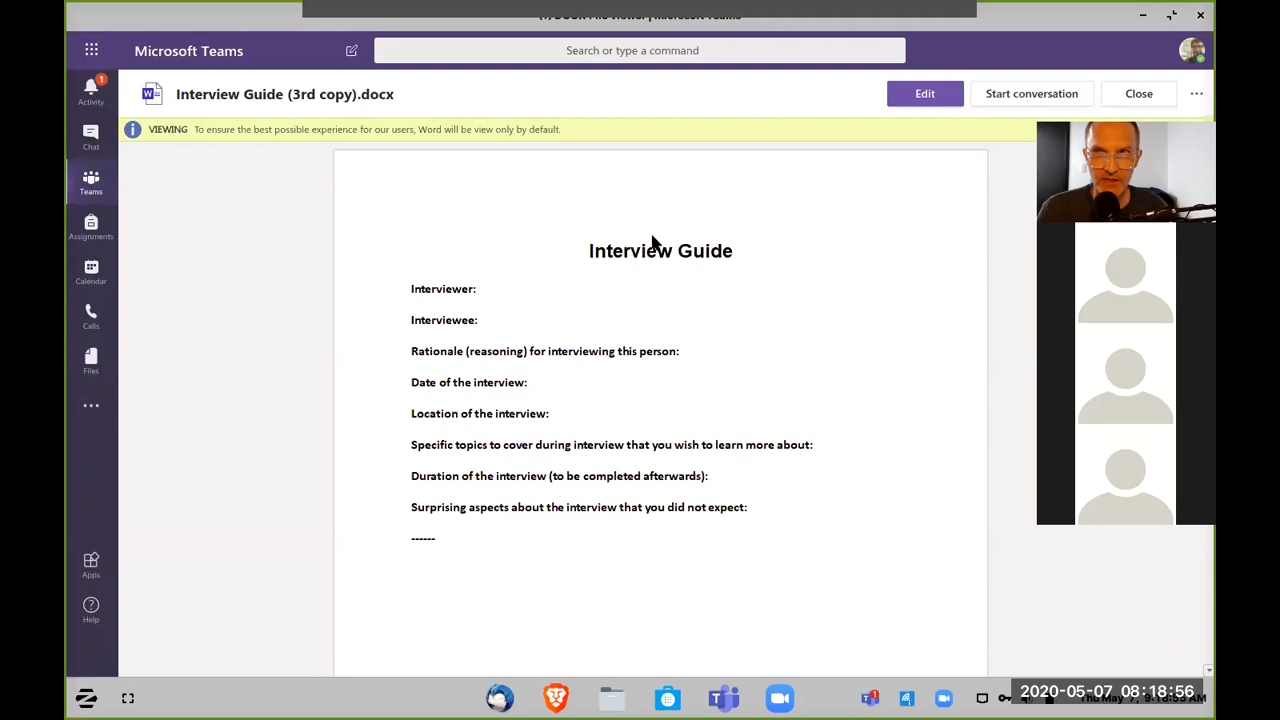 Microsoft Teams
Search or type a command
1
Activity
Interview Guide (3rd copy).docx
Edit
Start conversation
Close
VIEWING To ensure the best possible experience for our users, Word will be view only by default.
Chat
Teams
Assignments
Calendar
Calls
Files
Apps
Help
Interview Guide
Interviewer:
Interviewee:
Rationale (reasoning) for interviewing this person:
Date of the interview:
Location of the interview:
Specific topics to cover during interview that you wish to learn more about:
Duration of the interview (to be completed afterwards):
Surprising aspects about the interview that you did not expect:
------
2020-05-07 08:18:56